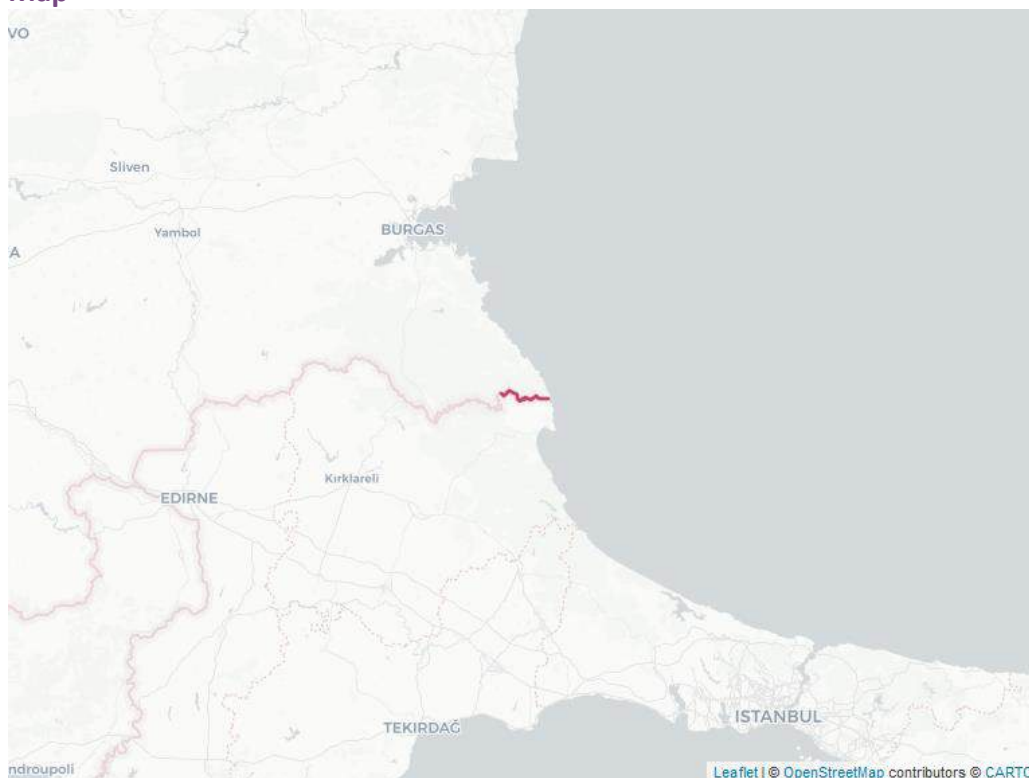 Map
VO
Sliven
Yambol
BURGAS
A
Kırklareli
EDIRNE
ISTANBUL
TEKIRDAĞ
ndroupoli
Leaflet | © OpenStreetMap contributors © CARTO